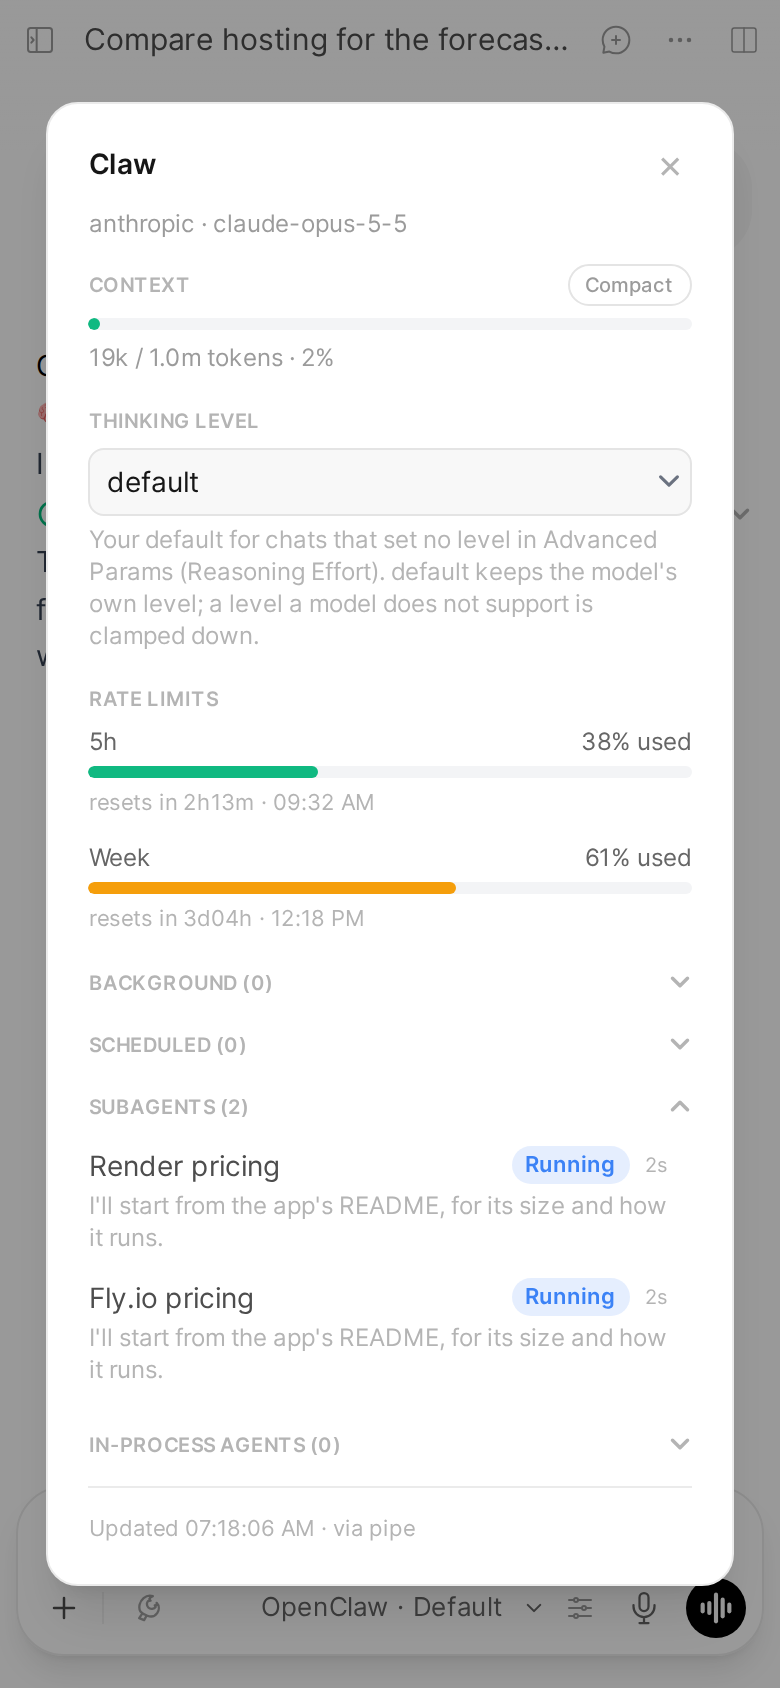 Compare hosting for the forecas...
Claw
anthropic · claude-opus-5-5
CONTEXT
Compact
19k / 1.0m tokens · 2%
THINKING LEVEL
default
Your default for chats that set no level in Advanced
Params (Reasoning Effort). default keeps the model's
own level; a level a model does not support is
clamped down.
RATE LIMITS
5h
38% used
resets in 2h13m · 09:32 AM
Week
61% used
resets in 3d04h · 12:18 PM
BACKGROUND (0)
SCHEDULED (0)
SUBAGENTS (2)
Render pricing
Running
2s
I'll start from the app's README, for its size and how
it runs.
Fly.io pricing
Running
2s
I'll start from the app's README, for its size and how
it runs.
IN-PROCESS AGENTS (0)
Updated 07:18:06 AM · via pipe
OpenClaw · Default